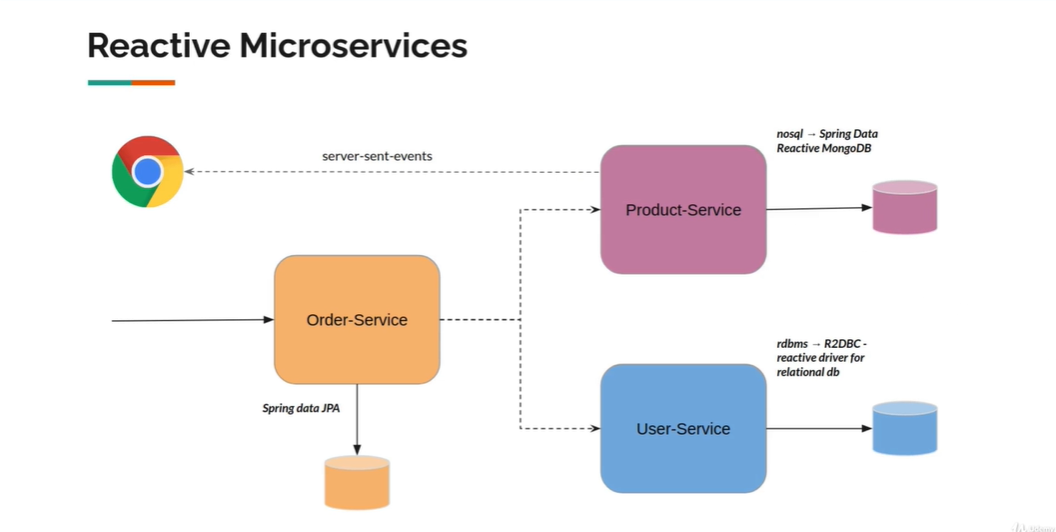 Reactive Microservices
server-sent-events
nosql → Spring Data
Reactive MongoDB
Product-Service
Order-Service
Spring data JPA
rdbms → R2DBC -
reactive driver for
relational db
User-Service